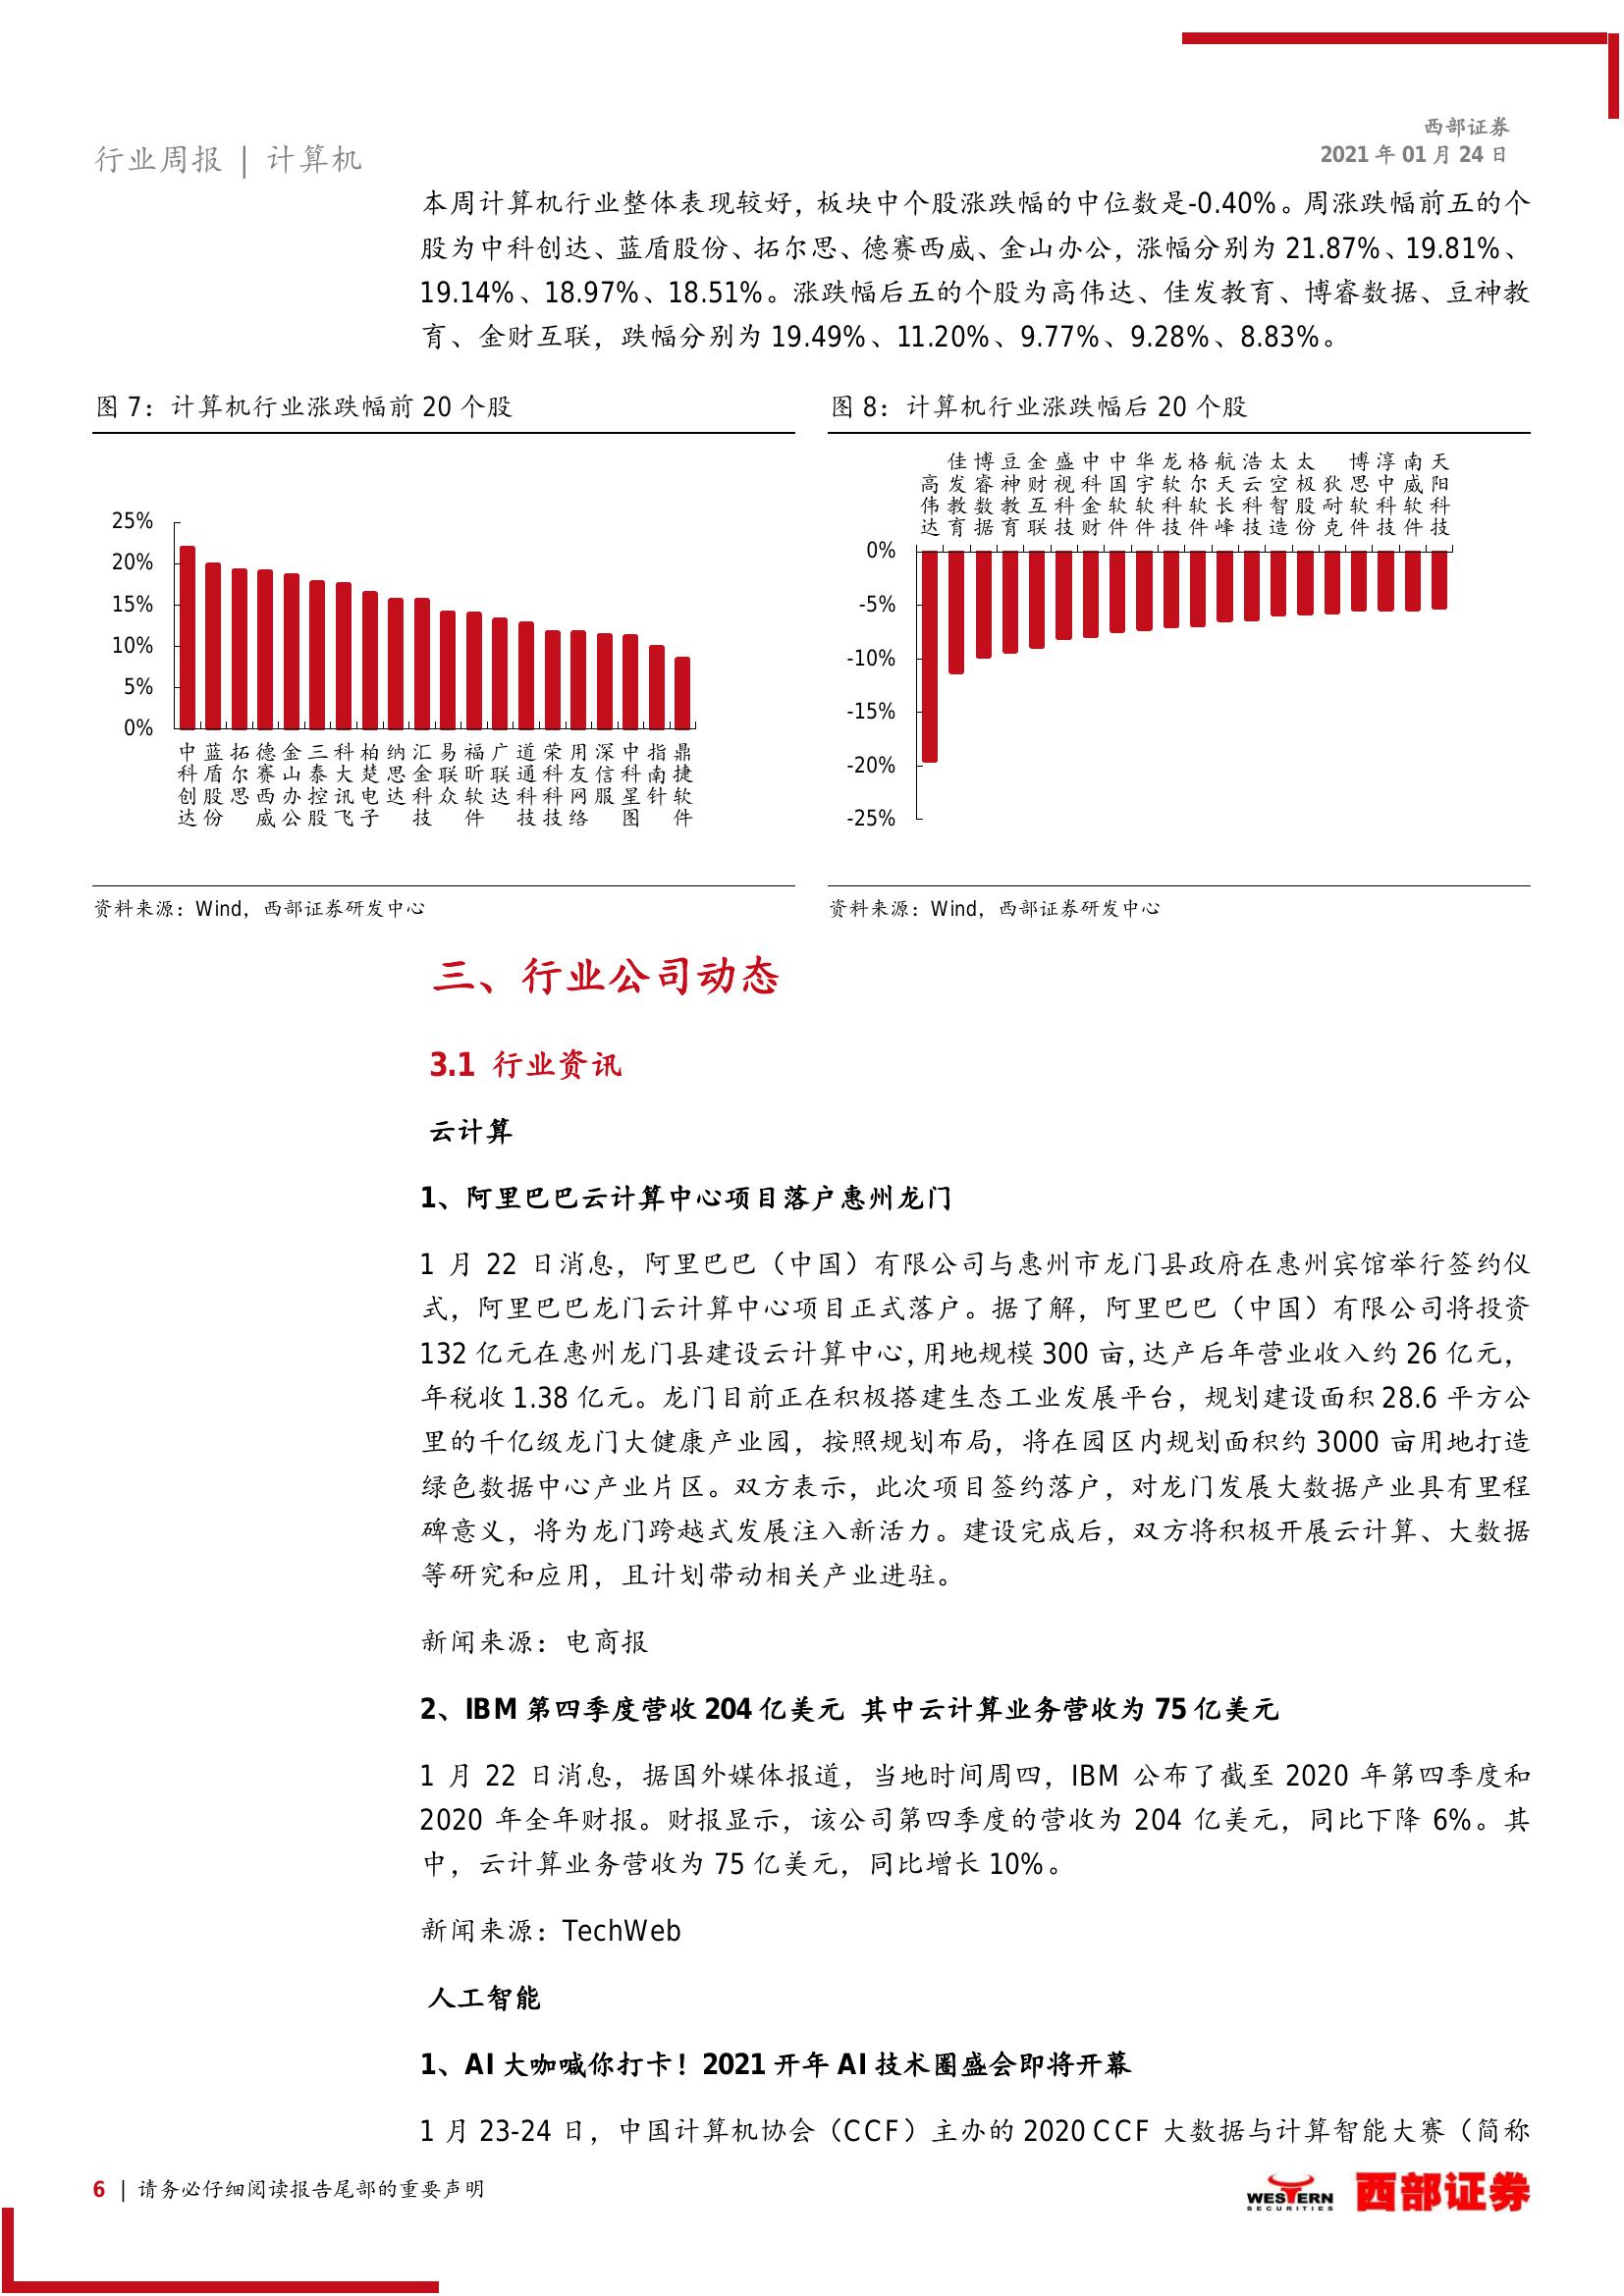 西部证券
2021 年 01 月 24 日
行业周报 | 计算机
本周计算机行业整体表现较好，板块中个股涨跌幅的中位数是-0.40%。周涨跌幅前五的个
股为中科创达、蓝盾股份、拓尔思、德赛西威、金山办公，涨幅分别为 21.87%、19.81%、
19.14%、18.97%、18.51%。涨跌幅后五的个股为高伟达、佳发教育、博睿数据、豆神教
育、金财互联，跌幅分别为 19.49%、11.20%、9.77%、9.28%、8.83%。
图 7：计算机行业涨跌幅前 20 个股
25%
20%
15%
10%
5%
0%
中科创达
蓝盾股份
拓尔思
德赛西威
金山办公
三泰控股
科大讯飞
柏楚电子
纳思达
汇金科技
易联众
福昕软件
广联达
道通科技
荣科科技
用友网络
深信服
中科星图
指南针
鼎捷软件
资料来源：Wind，西部证券研发中心
图 8：计算机行业涨跌幅后 20 个股
高伟达
佳发教育
博睿数据
豆神教育
金财互联
盛视科技
中科金财
中国软件
华宇软件
龙软科技
格尔软件
航天长峰
浩云科技
太空智造
太极股份
狄耐克
博思软件
淳中科技
南威软件
天阳科技
0%
-5%
-10%
-15%
-20%
-25%
资料来源：Wind，西部证券研发中心
三、行业公司动态
3.1 行业资讯
云计算
1、阿里巴巴云计算中心项目落户惠州龙门
1 月 22 日消息，阿里巴巴（中国）有限公司与惠州市龙门县政府在惠州宾馆举行签约仪
式，阿里巴巴龙门云计算中心项目正式落户。据了解，阿里巴巴（中国）有限公司将投资
132 亿元在惠州龙门县建设云计算中心，用地规模 300 亩，达产后年营业收入约 26 亿元，
年税收 1.38 亿元。龙门目前正在积极搭建生态工业发展平台，规划建设面积 28.6 平方公
里的千亿级龙门大健康产业园，按照规划布局，将在园区内规划面积约 3000 亩用地打造
绿色数据中心产业片区。双方表示，此次项目签约落户，对龙门发展大数据产业具有里程
碑意义，将为龙门跨越式发展注入新活力。建设完成后，双方将积极开展云计算、大数据
等研究和应用，且计划带动相关产业进驻。
新闻来源：电商报
2、IBM 第四季度营收 204 亿美元 其中云计算业务营收为 75 亿美元
1 月 22 日消息，据国外媒体报道，当地时间周四，IBM 公布了截至 2020 年第四季度和
2020 年全年财报。财报显示，该公司第四季度的营收为 204 亿美元，同比下降 6%。其
中，云计算业务营收为 75 亿美元，同比增长 10%。
新闻来源：TechWeb
人工智能
1、AI 大咖喊你打卡！2021 开年 AI 技术圈盛会即将开幕
1 月 23-24 日，中国计算机协会（CCF）主办的 2020 CCF 大数据与计算智能大赛（简称
6 | 请务必仔细阅读报告尾部的重要声明
WESTERN
SECURITIES
西部证券